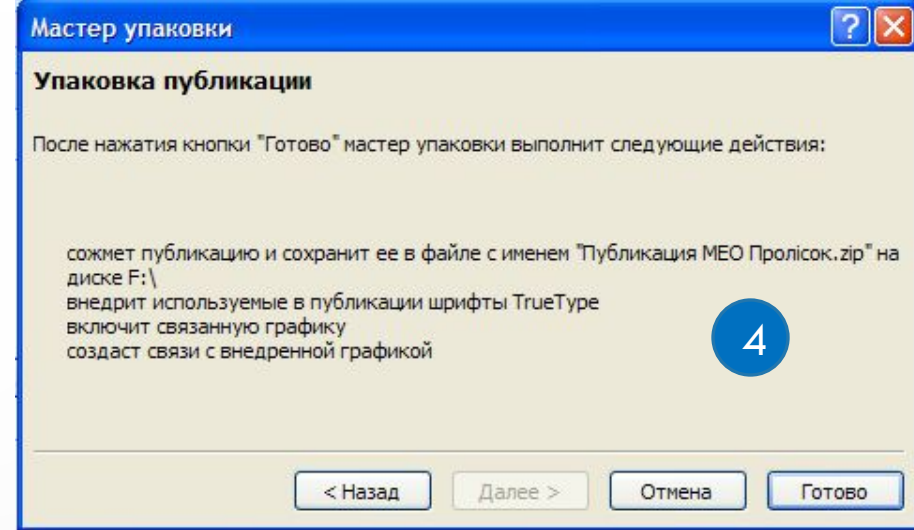 Мастер упаковки
?
Упаковка публикации
После нажатия кнопки "Готово" мастер упаковки выполнит следующие действия:
сожмет публикацию и сохранит ее в файле с именем "Публикация МЕО Пролісок.zip" на
диске F:\
внедрит используемые в публикации шрифты TrueType
включит связанную графику
создаст связи с внедренной графикой
4
< Назад
Далее >
Отмена
Готово